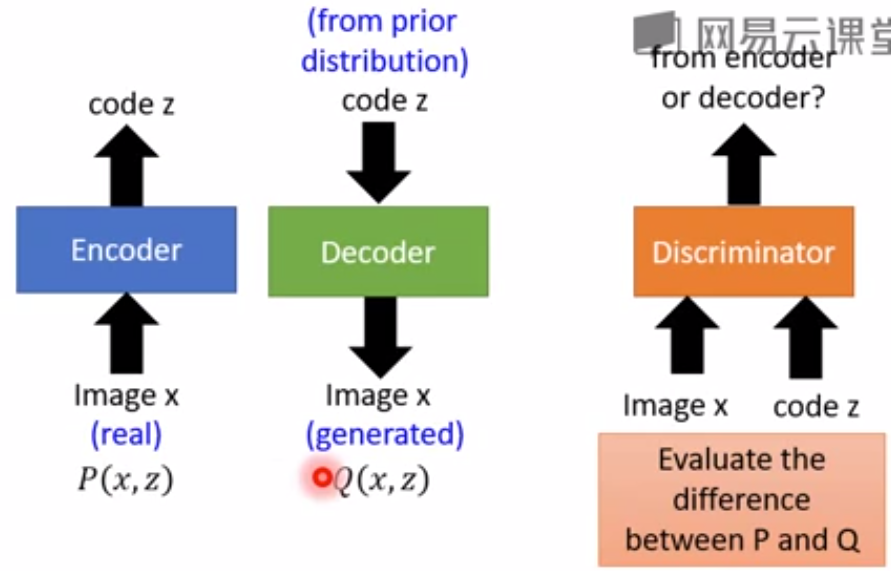 网易云课堂
(from prior
distribution)
code z
code z
from encoder
or decoder?
Encoder
Decoder
Discriminator
Image x
(real)
P(x, z)
Image x
(generated)
Q(x, z)
Image x
code z
Evaluate the
difference
between P and Q